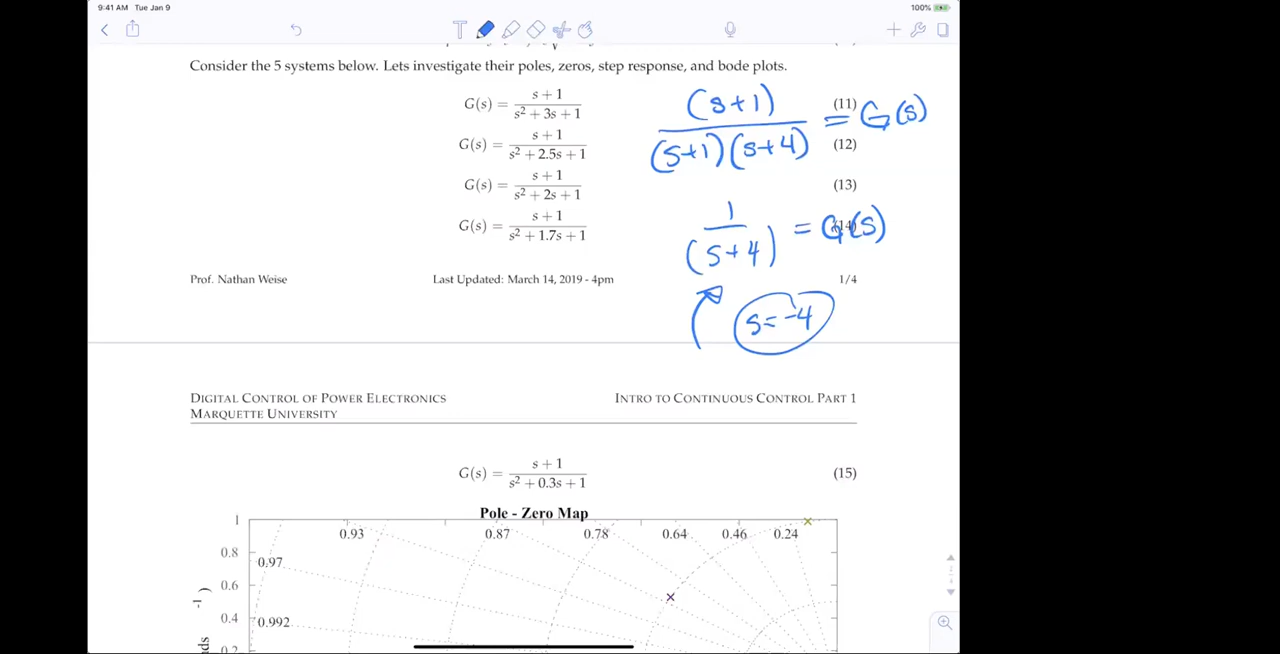 9:41 AM Tue Jan 9
100%
Consider the 5 systems below. Lets investigate their poles, zeros, step response, and bode plots.
G(s) = s + 1 / s² + 3s + 1 (11)
G(s) = s + 1 / s² + 2.5s + 1 (12)
G(s) = s + 1 / s² + 2s + 1 (13)
G(s) = s + 1 / s² + 1.7s + 1 (14)
(s+1) / (s+1)(s+4) = G(s)
1 / (s+4) = G(s)
s=-4
Prof. Nathan Weise Last Updated: March 14, 2019 - 4pm 1/4
DIGITAL CONTROL OF POWER ELECTRONICS INTRO TO CONTINUOUS CONTROL PART 1
MARQUETTE UNIVERSITY
G(s) = s + 1 / s² + 0.3s + 1 (15)
Pole - Zero Map
1
0.93 0.87 0.78 0.64 0.46 0.24
0.8
0.97
0.6
0.4
0.992
0.2